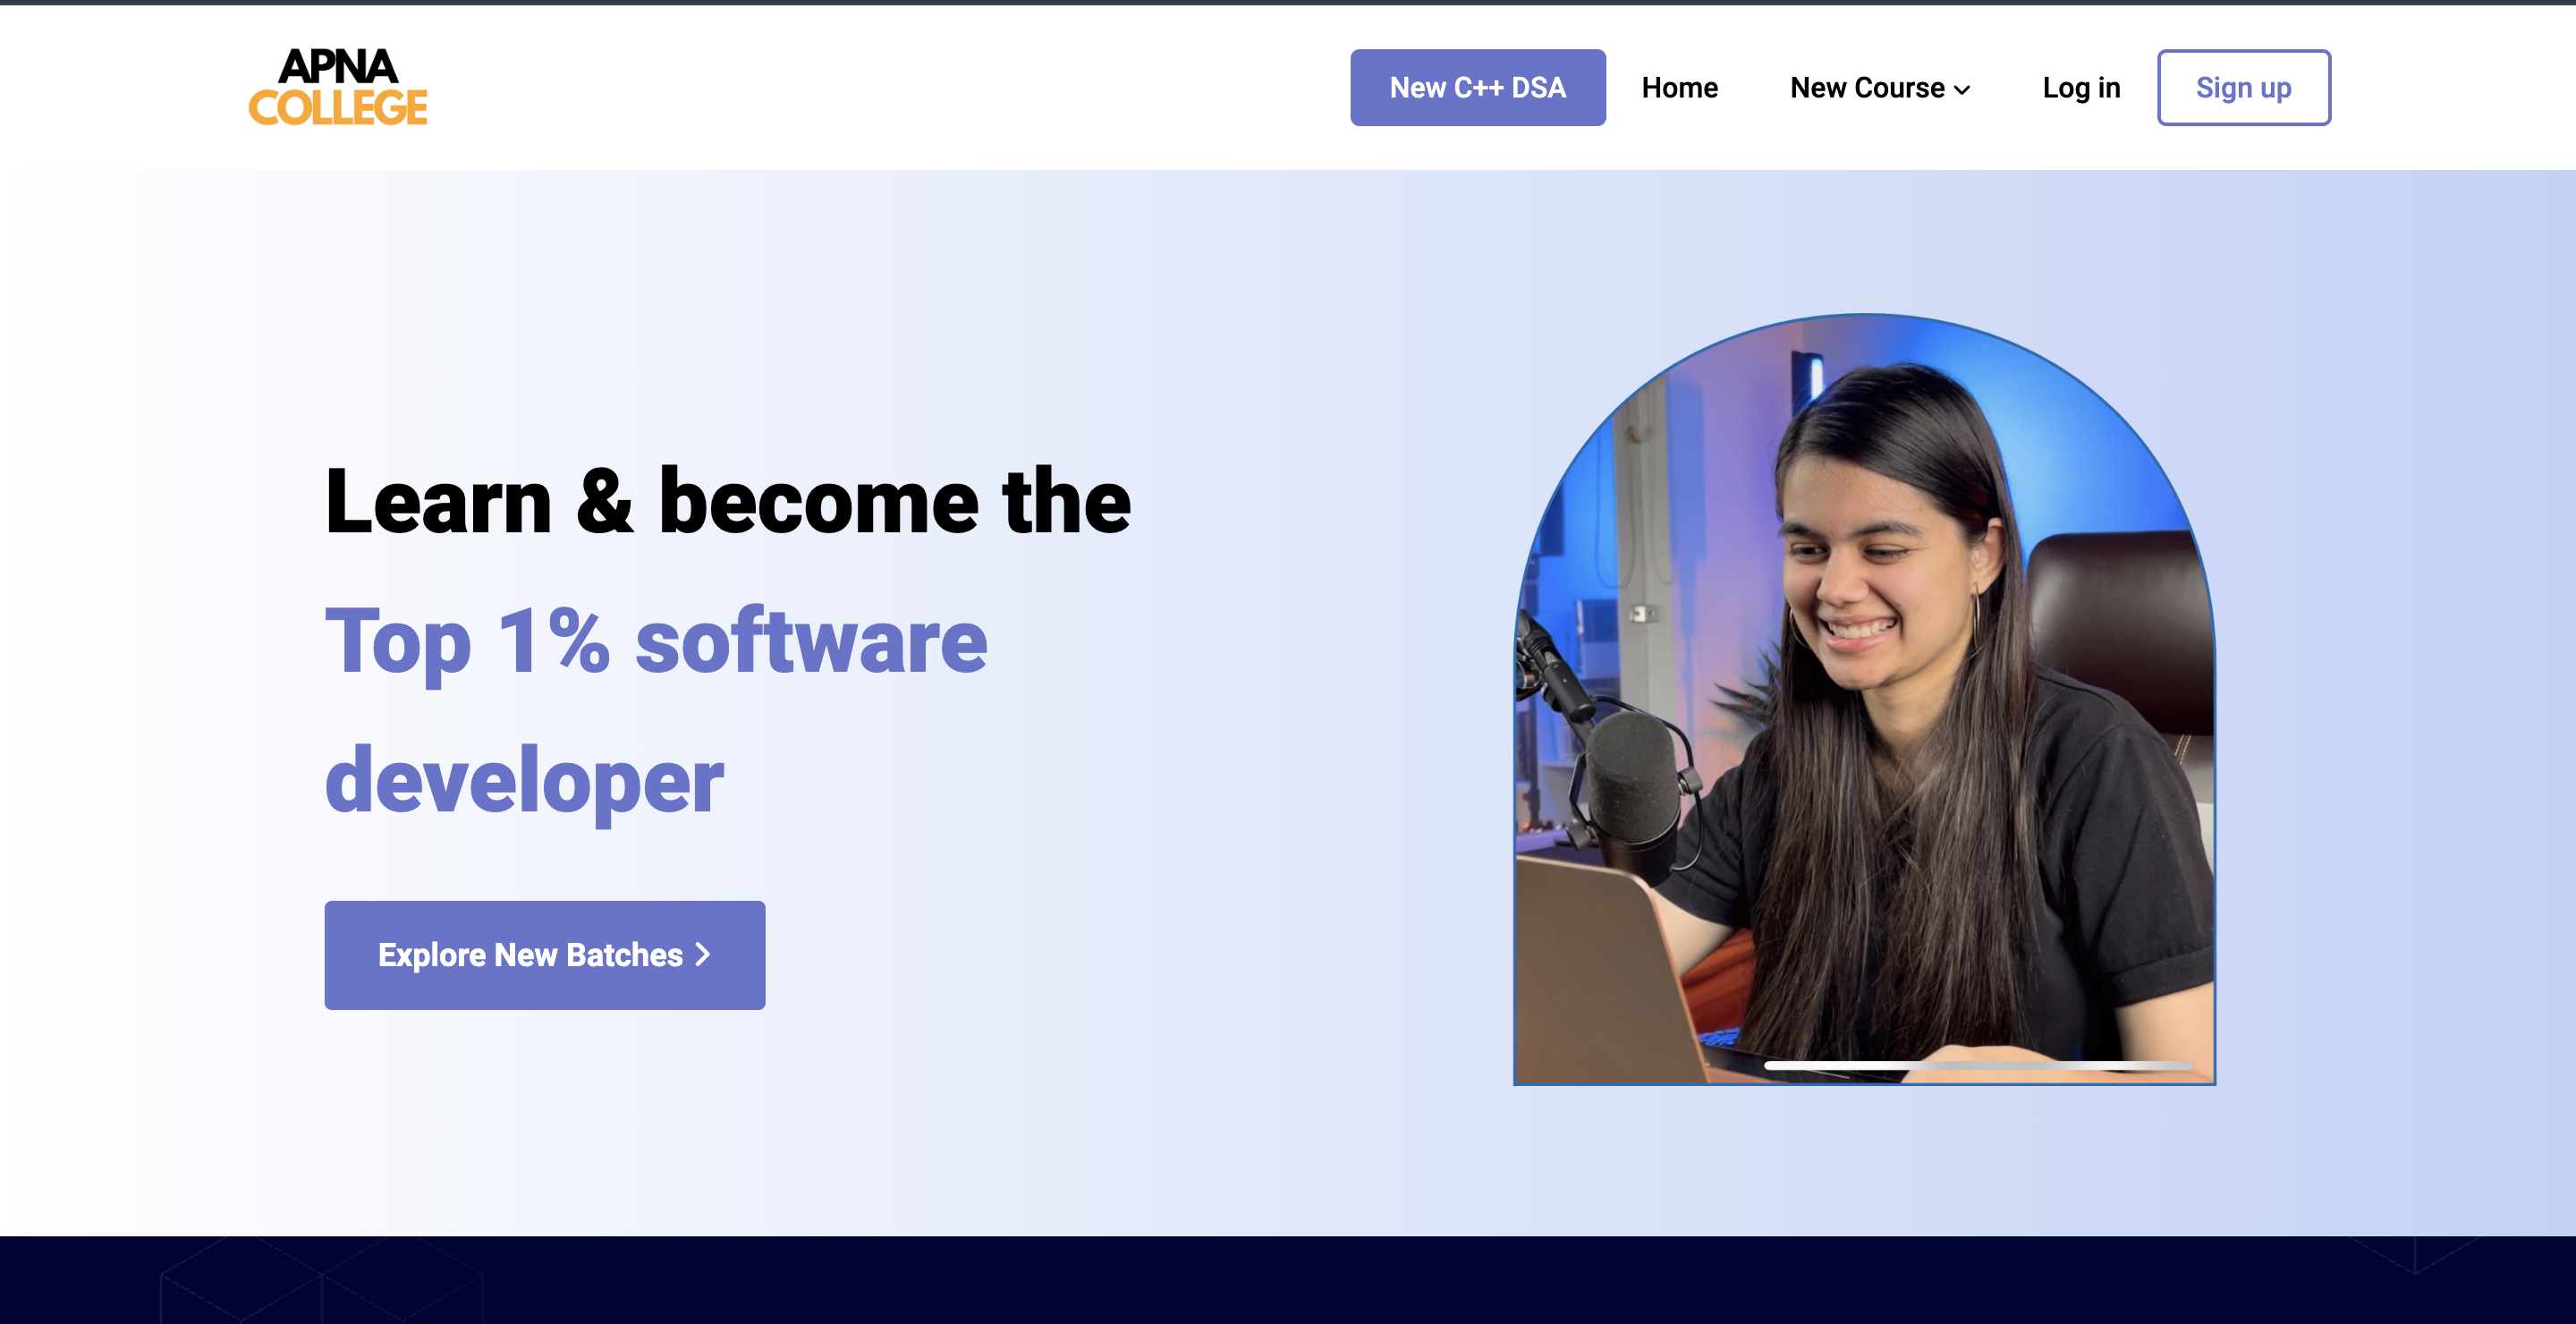 APNA
COLLEGE
New C++ DSA
Home
New Course
Log in
Sign up
Learn & become the
Top 1% software
developer
Explore New Batches